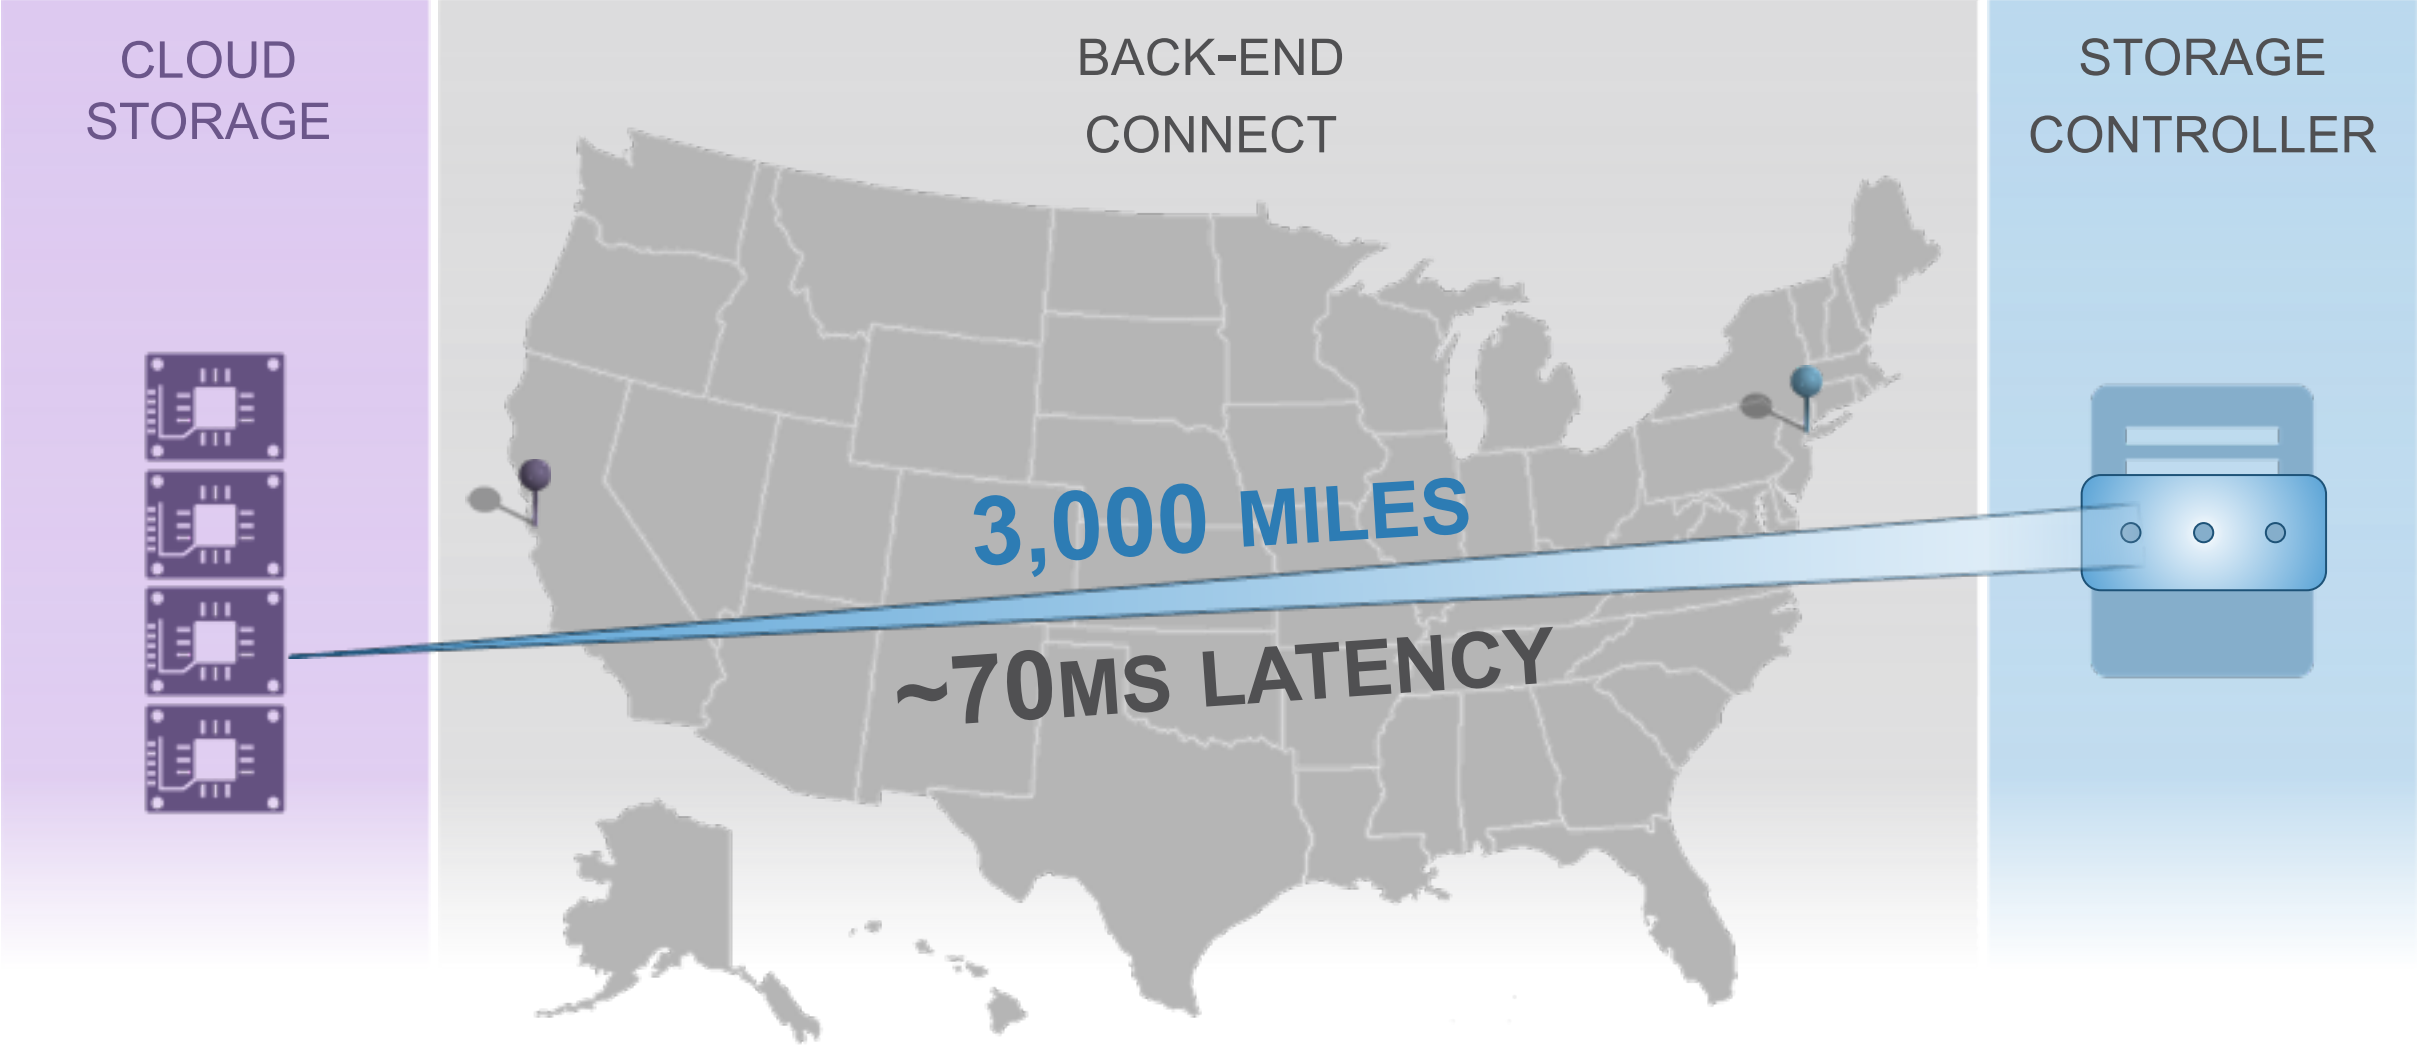 CLOUD
STORAGE
BACK-END
CONNECT
STORAGE
CONTROLLER
3,000 MILES
~70MS LATENCY